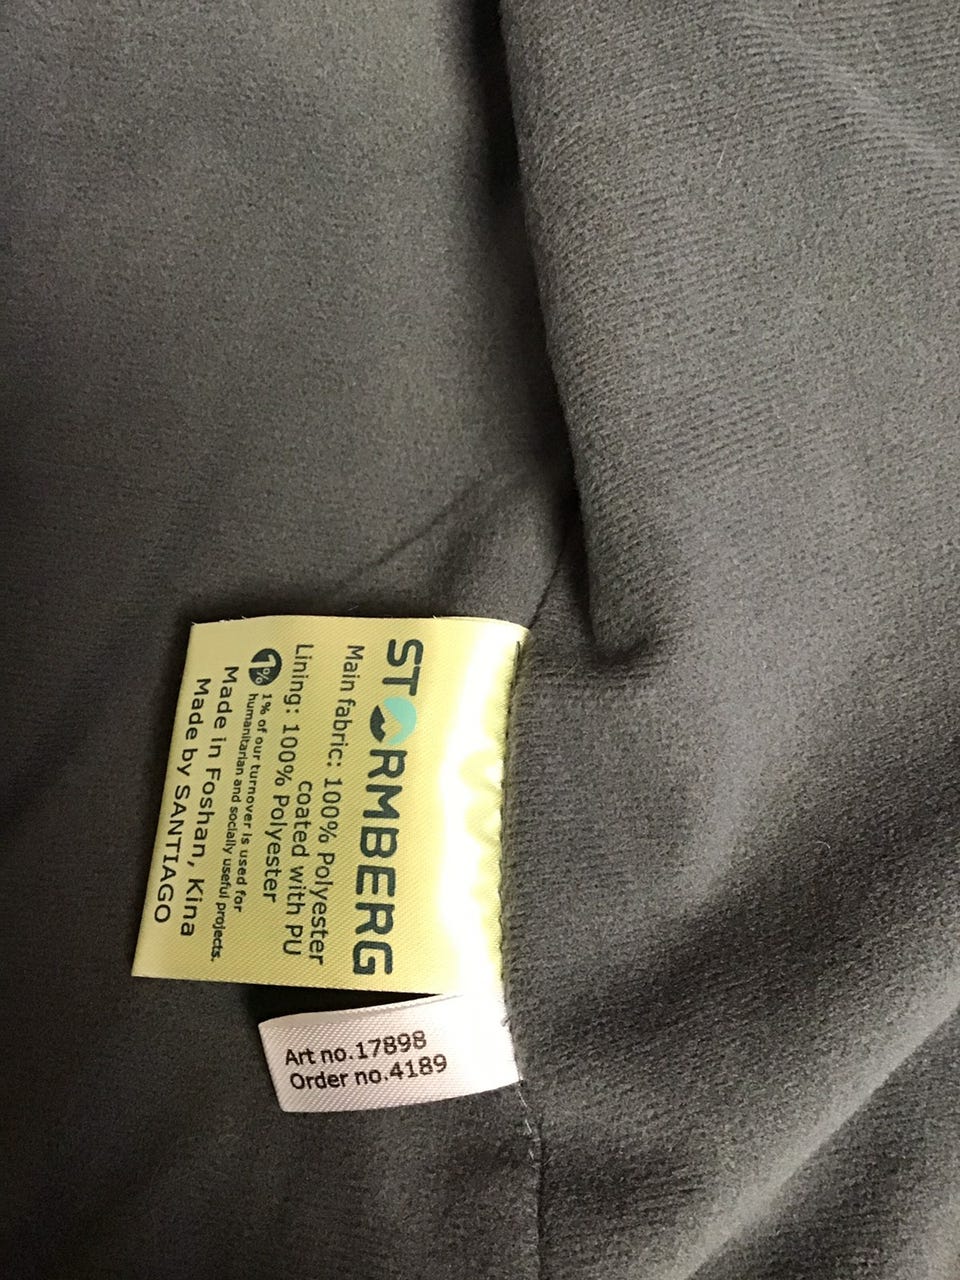 STORMBERG
Main fabric: 100% Polyester
coated with PU
Lining: 100% Polyester
1%
1% of our turnover is used for
humanitarian and socially useful projects.
Made in Foshan, Kina
Made by SANTIAGO
Art no.17898
Order no.4189